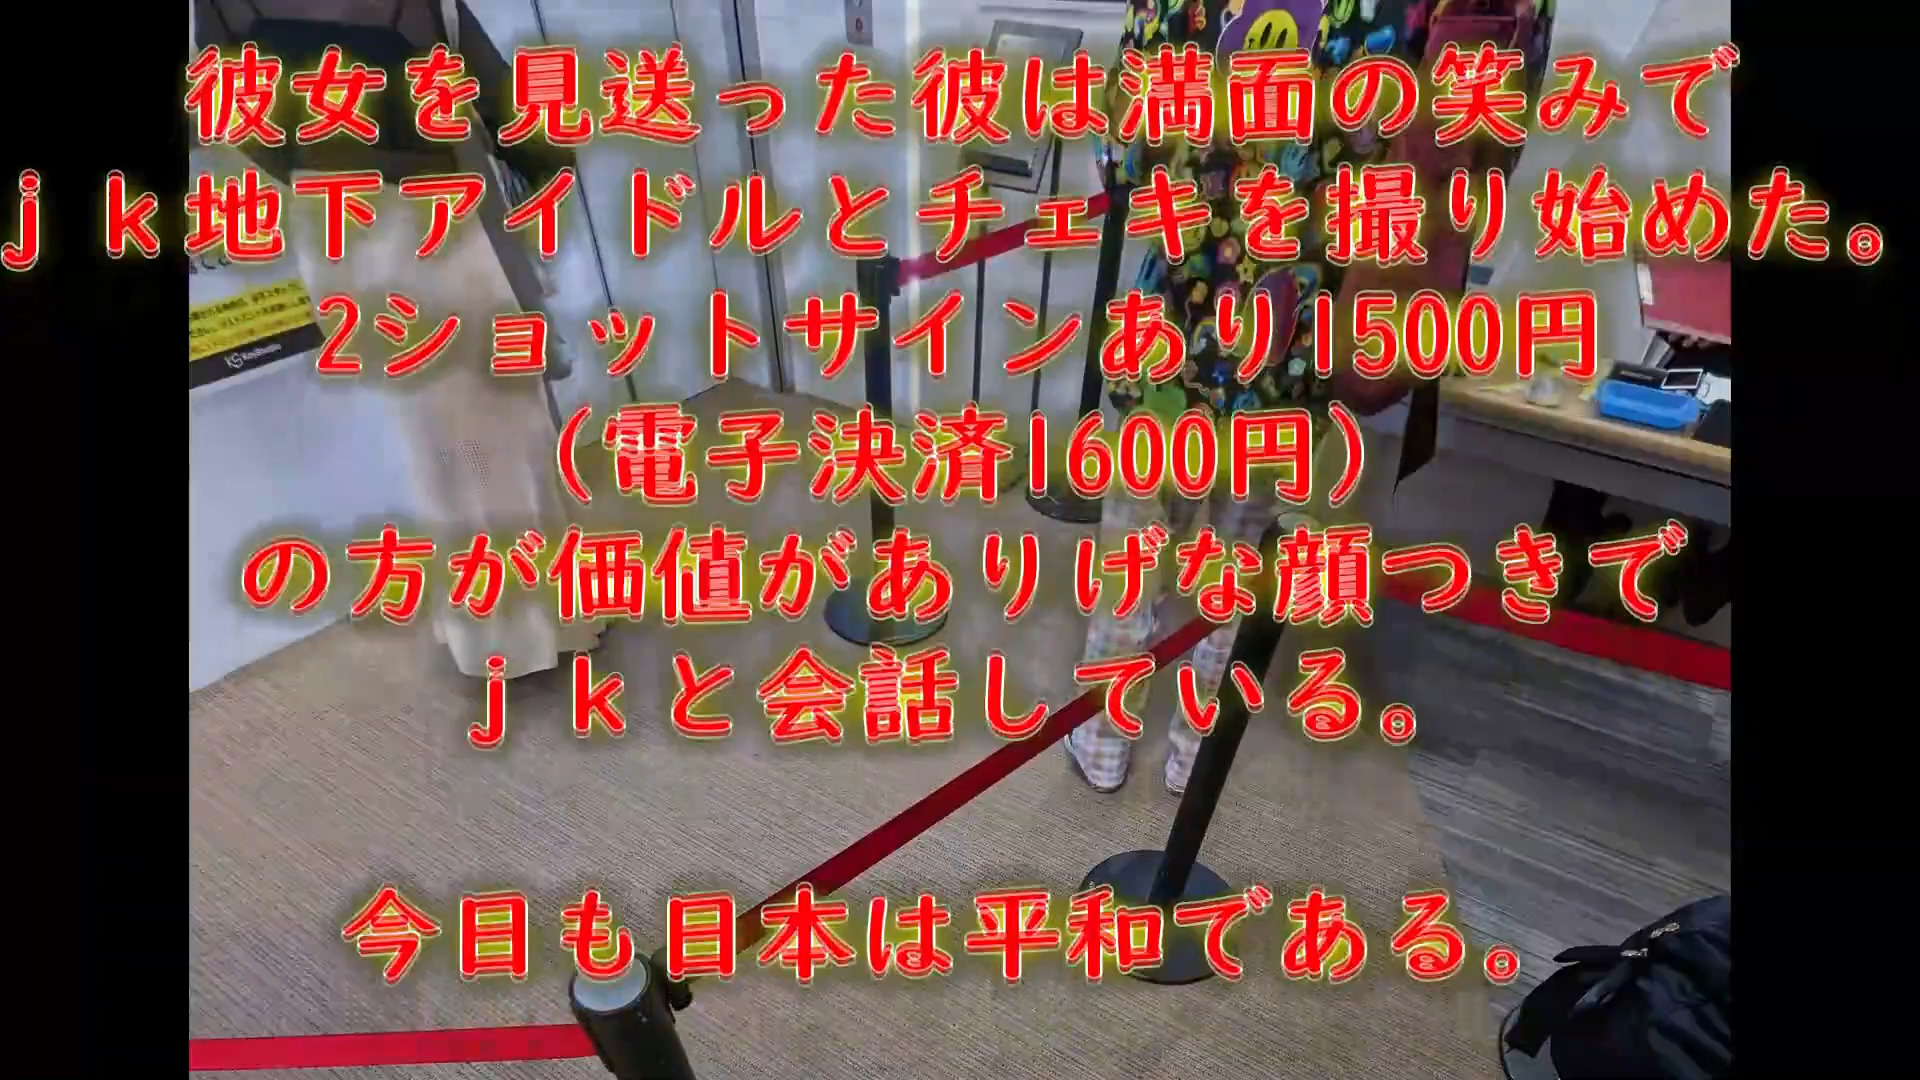 彼女を見送った彼は満面の笑みで
ｊｋ地下アイドルとチェキを撮り始めた。
2ショットサインあり1500円
（電子決済1600円）
の方が価値がありげな顔つきで
ｊｋと会話している。
今日も日本は平和である。
KeyStudio